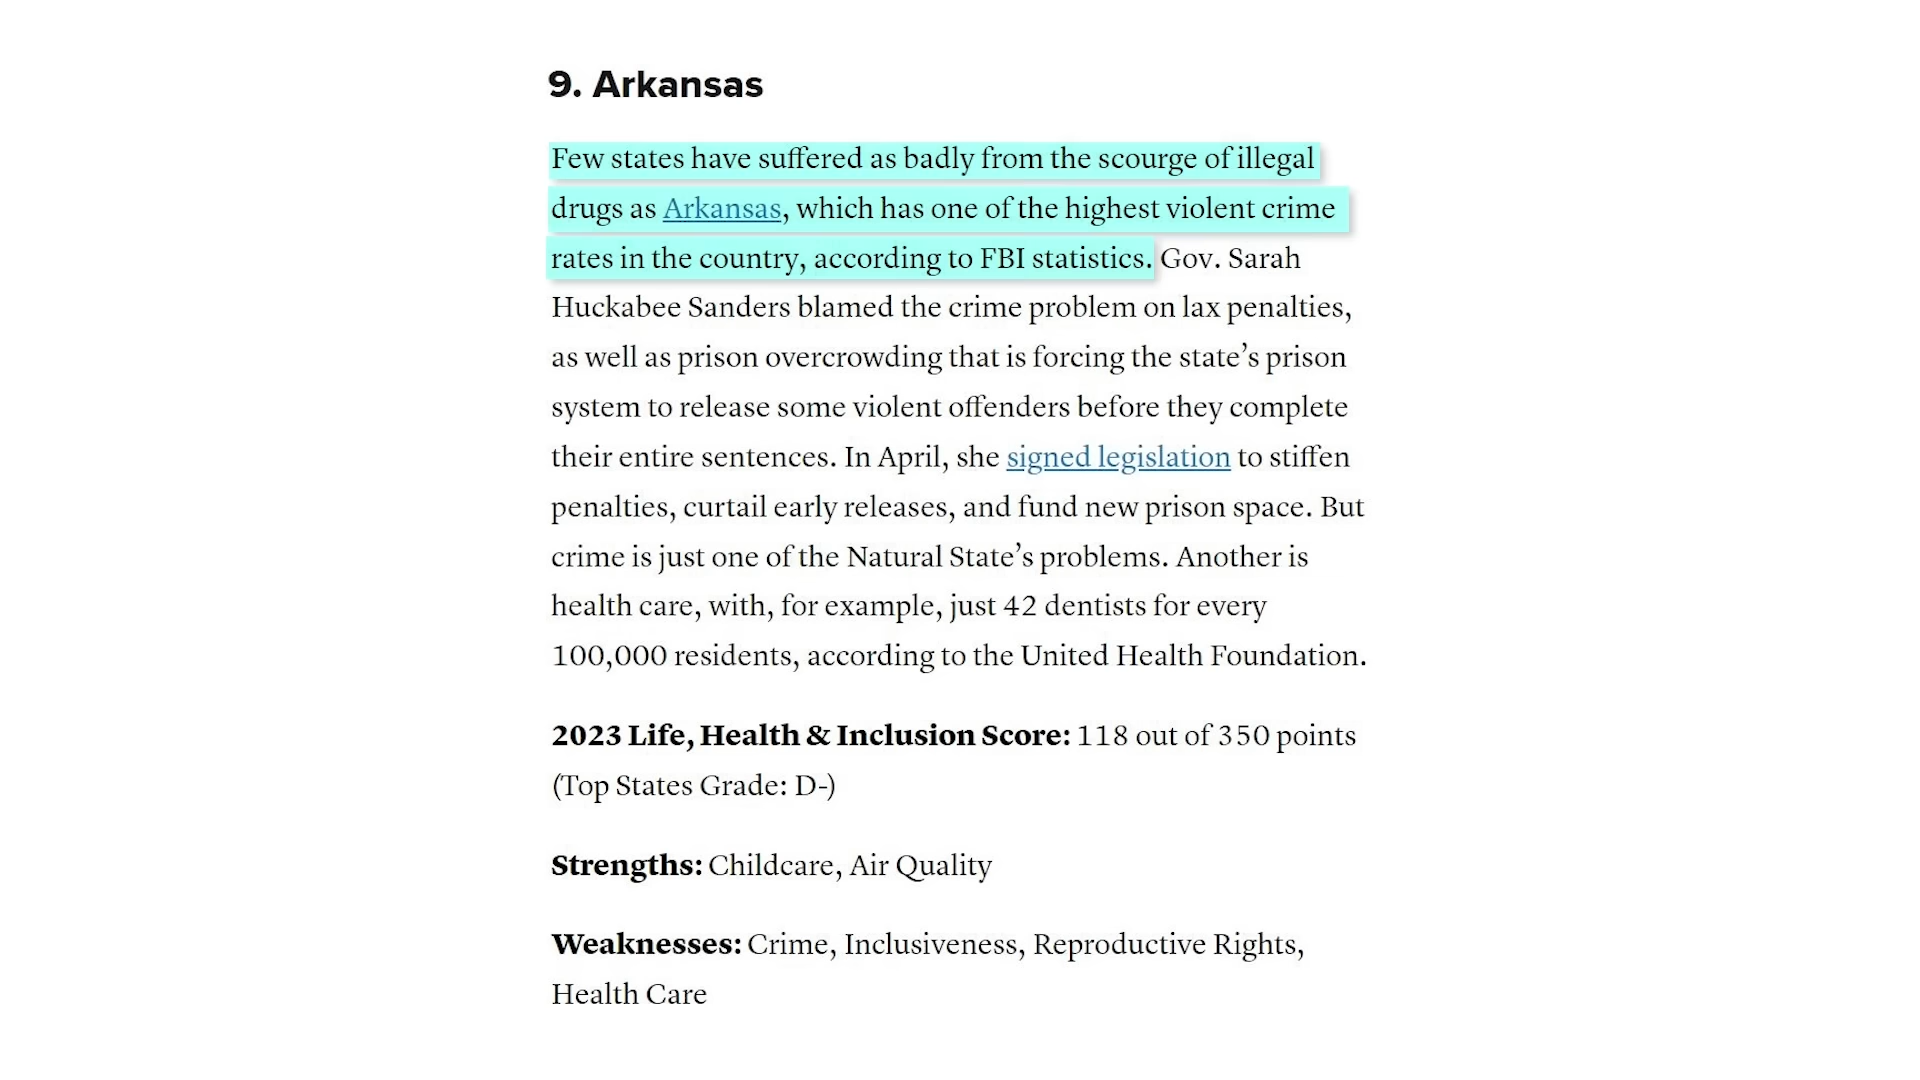 9. Arkansas
Few states have suffered as badly from the scourge of illegal
drugs as Arkansas, which has one of the highest violent crime
rates in the country, according to FBI statistics. Gov. Sarah
Huckabee Sanders blamed the crime problem on lax penalties,
as well as prison overcrowding that is forcing the state’s prison
system to release some violent offenders before they complete
their entire sentences. In April, she signed legislation to stiffen
penalties, curtail early releases, and fund new prison space. But
crime is just one of the Natural State’s problems. Another is
health care, with, for example, just 42 dentists for every
100,000 residents, according to the United Health Foundation.
2023 Life, Health & Inclusion Score: 118 out of 350 points
(Top States Grade: D-)
Strengths: Childcare, Air Quality
Weaknesses: Crime, Inclusiveness, Reproductive Rights,
Health Care